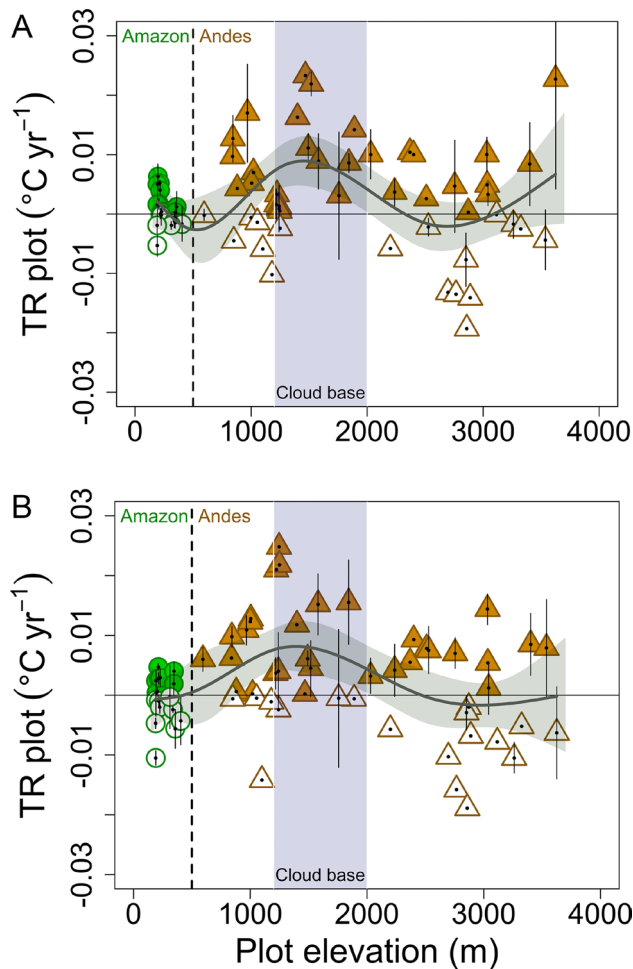 A
Amazon Andes
0.03
0.01
-0.01
-0.03
TR plot (°C yr⁻¹)
Cloud base
0 1000 2000 3000 4000
B
Amazon Andes
0.03
0.01
-0.01
-0.03
TR plot (°C yr⁻¹)
Cloud base
0 1000 2000 3000 4000
Plot elevation (m)